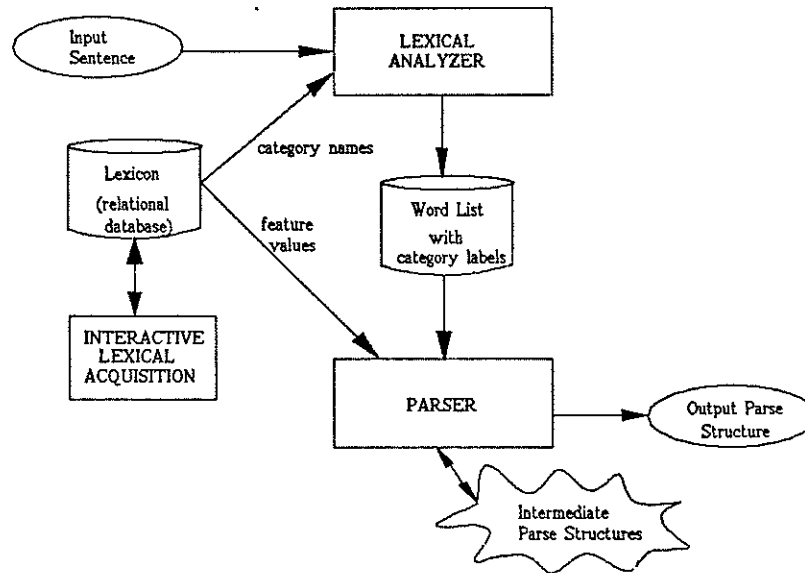 Input
Sentence
LEXICAL
ANALYZER
category names
Lexicon
(relational
database)
feature
values
Word List
with
category labels
INTERACTIVE
LEXICAL
ACQUISITION
PARSER
Output Parse
Structure
Intermediate
Parse Structures